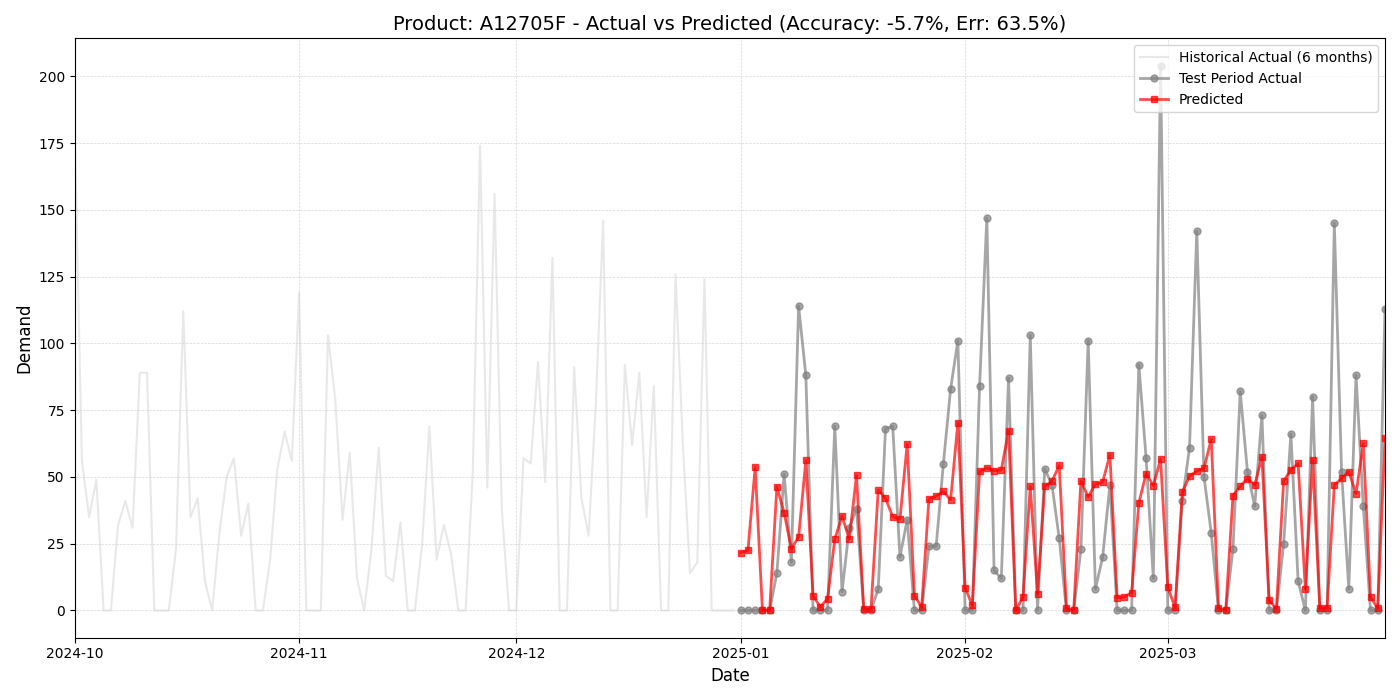 Product: A12705F - Actual vs Predicted (Accuracy: -5.7%, Err: 63.5%)
Historical Actual (6 months)
Test Period Actual
Predicted
Demand
200
175
150
125
100
75
50
25
0
2024-10
2024-11
2024-12
2025-01
2025-02
2025-03
Date